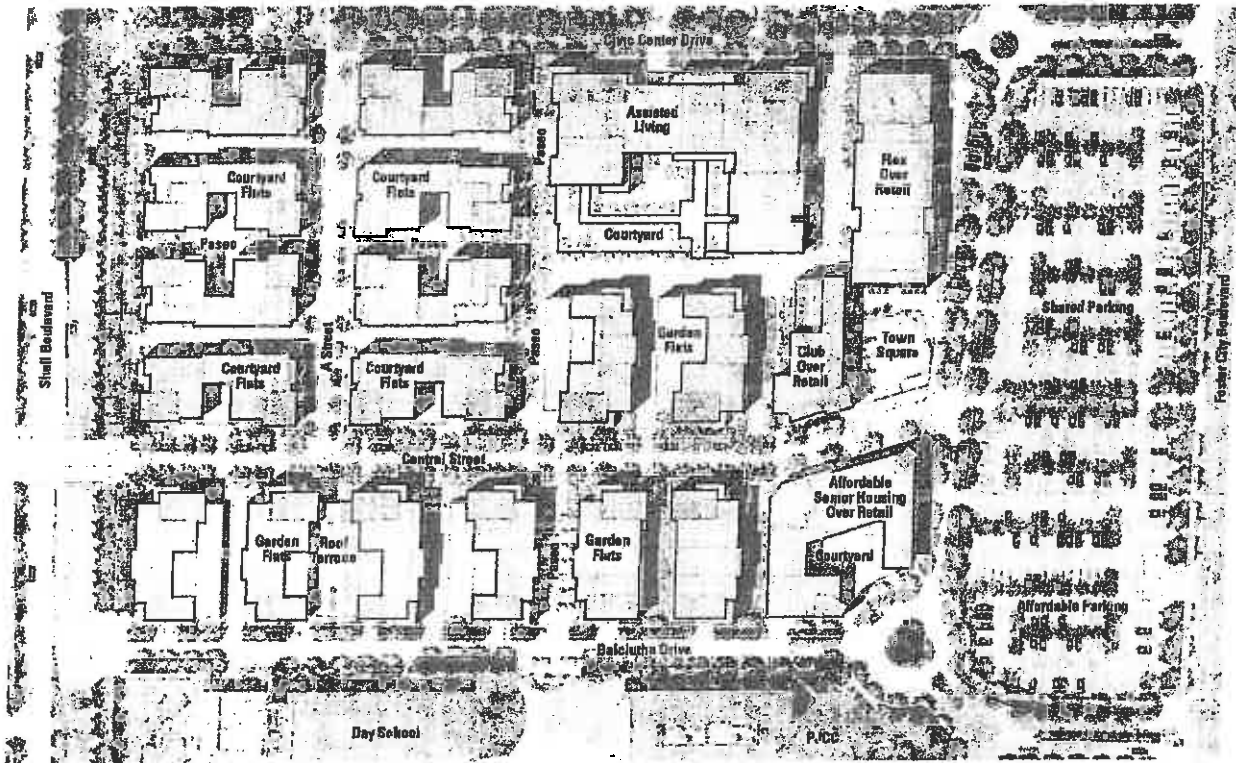 Civic Center Drive
Assisted
Living
Paseo
Flex
Over
Retail
Courtyard
Flats
Courtyard
Flats
Courtyard
Paseo
Paseo
Shell Boulevard
A Street
Paseo
Garden
Flats
Club
Over
Retail
Town
Square
Shared Parking
Foster City Boulevard
Courtyard
Flats
Courtyard
Flats
Central Street
Affordable
Senior Housing
Over Retail
Courtyard
Garden
Flats
Roof
Terrace
Paseo
Garden
Flats
Affordable Parking
Balclutha Drive
Day School
PJCC